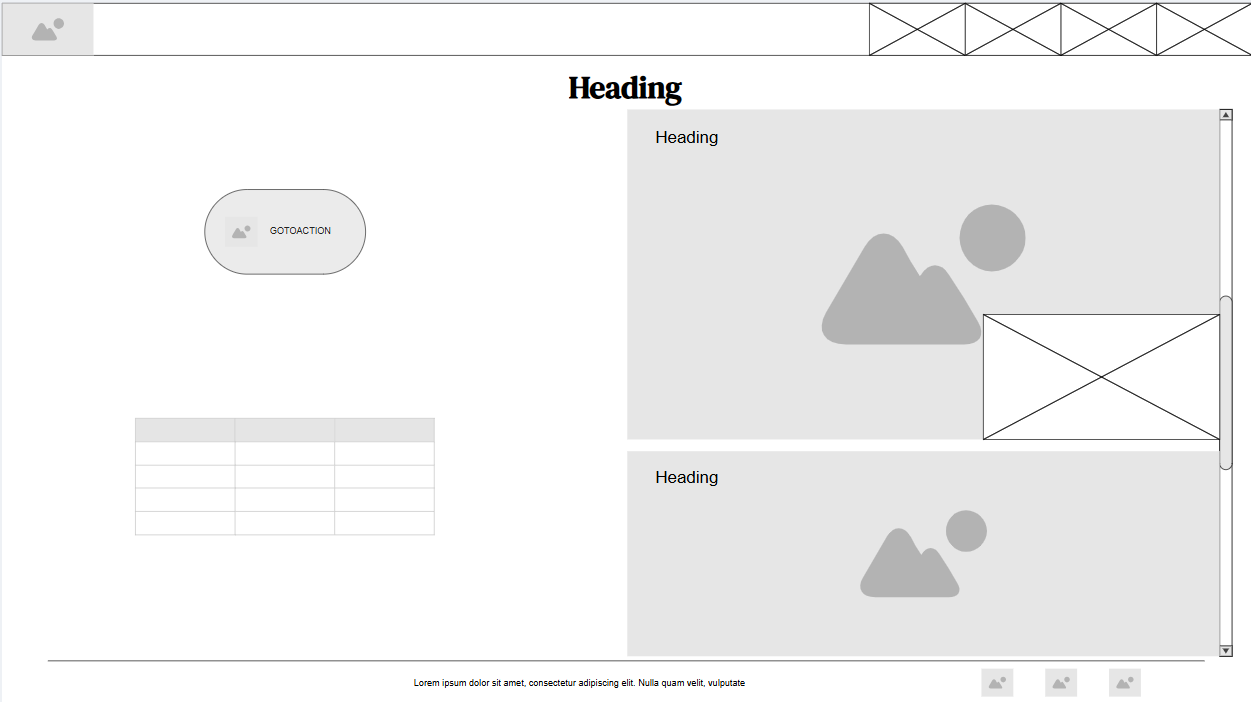 Heading
Heading
GOTOACTION
Heading
Lorem ipsum dolor sit amet, consectetur adipiscing elit. Nulla quam velit, vulputate